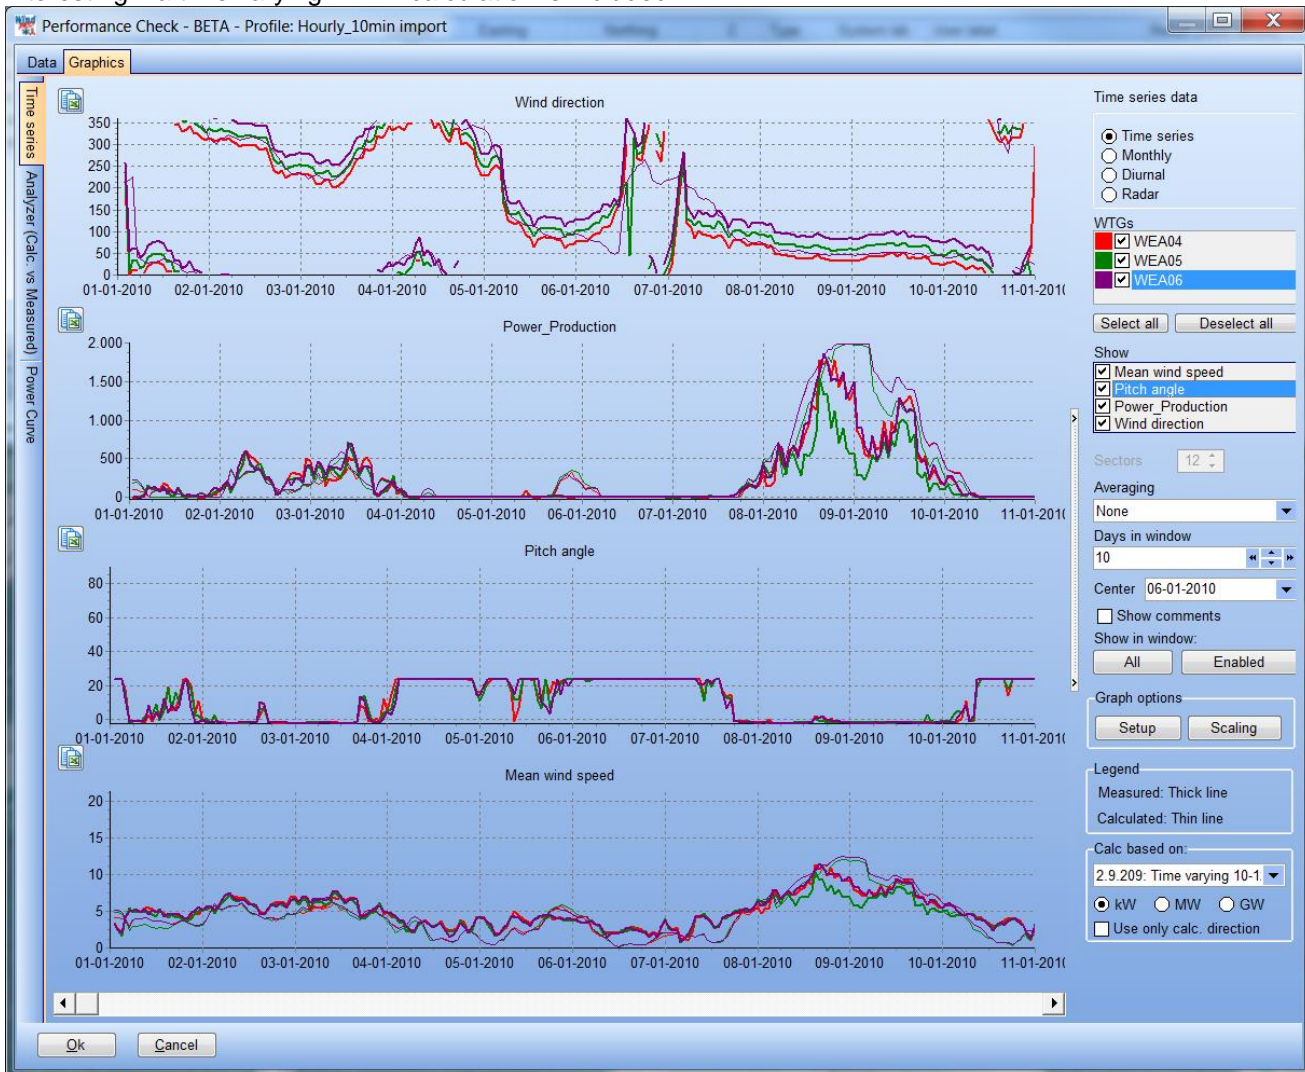 Performance Check - BETA - Profile: Hourly_10min import
Data Graphics
Time series
Analyzer (Calc. vs Measured)
Power Curve
Wind direction
350
300
250
200
150
100
50
0
01-01-2010 02-01-2010 03-01-2010 04-01-2010 05-01-2010 06-01-2010 07-01-2010 08-01-2010 09-01-2010 10-01-2010 11-01-201
Power_Production
2.000
1.500
1.000
500
0
01-01-2010 02-01-2010 03-01-2010 04-01-2010 05-01-2010 06-01-2010 07-01-2010 08-01-2010 09-01-2010 10-01-2010 11-01-201
Pitch angle
80
60
40
20
0
01-01-2010 02-01-2010 03-01-2010 04-01-2010 05-01-2010 06-01-2010 07-01-2010 08-01-2010 09-01-2010 10-01-2010 11-01-201
Mean wind speed
20
15
10
5
0
01-01-2010 02-01-2010 03-01-2010 04-01-2010 05-01-2010 06-01-2010 07-01-2010 08-01-2010 09-01-2010 10-01-2010 11-01-201
Time series data
Time series
Monthly
Diurnal
Radar
WTGs
WEA04
WEA05
WEA06
Select all Deselect all
Show
Mean wind speed
Pitch angle
Power_Production
Wind direction
Sectors 12
Averaging
None
Days in window
10
Center 06-01-2010
Show comments
Show in window:
All Enabled
Graph options
Setup Scaling
Legend
Measured: Thick line
Calculated: Thin line
Calc based on:
2.9.209: Time varying 10-1
kW MW GW
Use only calc. direction
Ok Cancel